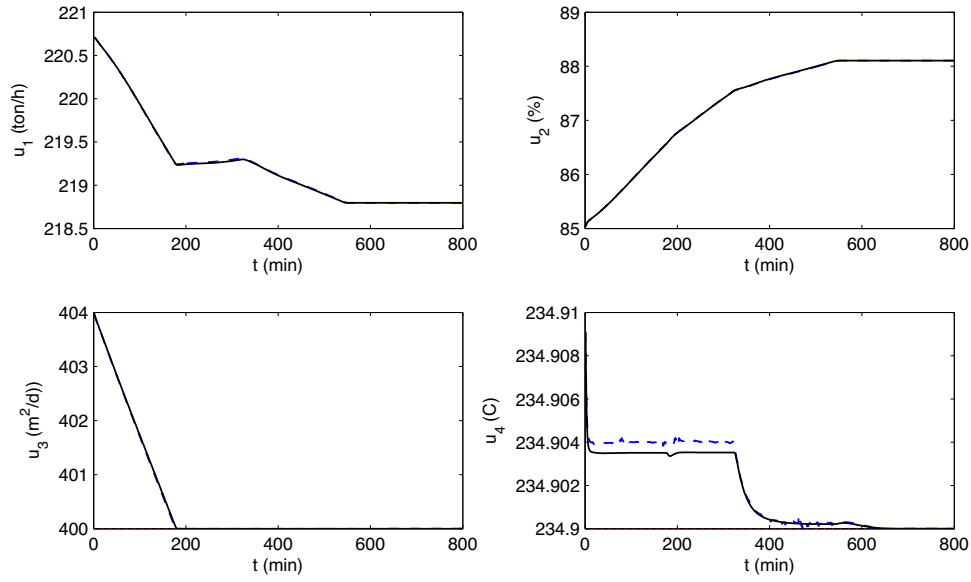 221
220.5
220
219.5
219
218.5
0 200 400 600 800
t (min)
u1 (ton/h)
89
88
87
86
85
0 200 400 600 800
t (min)
u2 (%)
404
403
402
401
400
0 200 400 600 800
t (min)
u3 (m²/d))
234.91
234.908
234.906
234.904
234.902
234.9
0 200 400 600 800
t (min)
u4 (C)